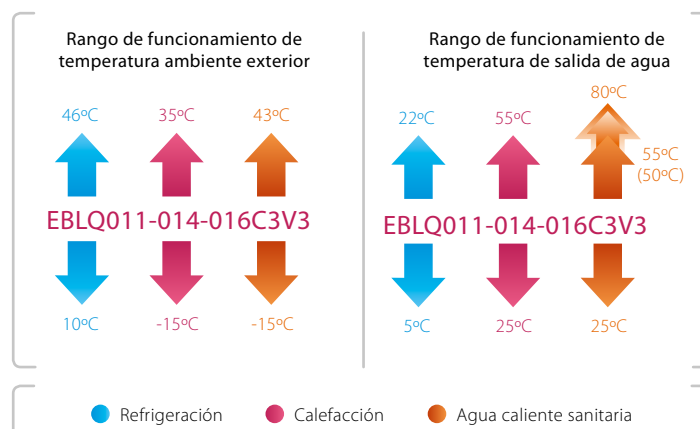 Rango de funcionamiento de
temperatura ambiente exterior
46ºC 35ºC 43ºC
EBLQ011-014-016C3V3
10ºC -15ºC -15ºC
Rango de funcionamiento de
temperatura de salida de agua
80ºC
22ºC 55ºC
55ºC
(50ºC)
EBLQ011-014-016C3V3
5ºC 25ºC 25ºC
Refrigeración Calefacción Agua caliente sanitaria